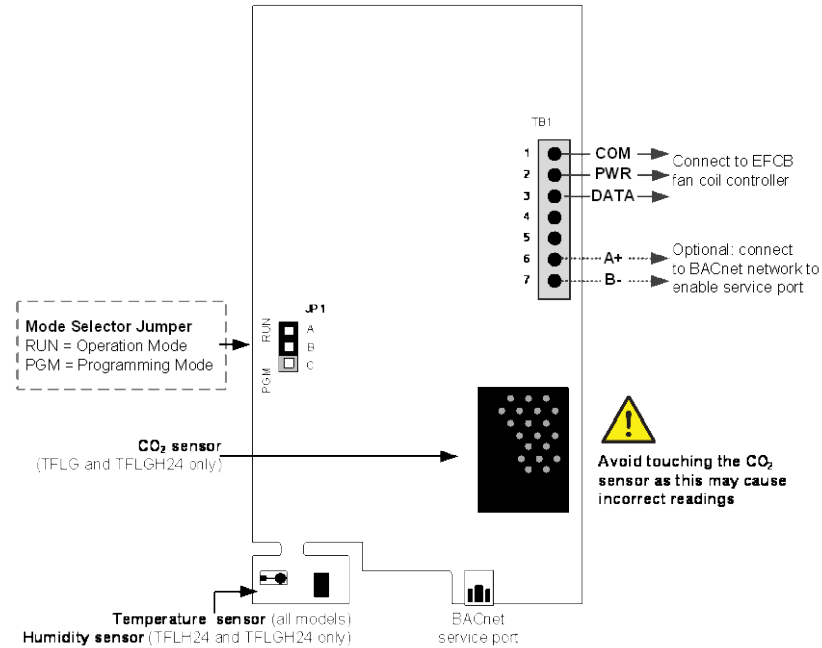 TB1
1 COM
2 PWR
3 DATA
4
5
6 A+
7 B-
Connect to EFCB
fan coil controller
Optional: connect
to BACnet network to
enable service port
Mode Selector Jumper
RUN = Operation Mode
PGM = Programming Mode
JP1
RUN
PGM
A
B
C
CO₂ sensor
(TFLG and TFLGH24 only)
Avoid touching the CO₂
sensor as this may cause
incorrect readings
Temperature sensor (all models)
Humidity sensor (TFLH24 and TFLGH24 only)
BACnet
service port